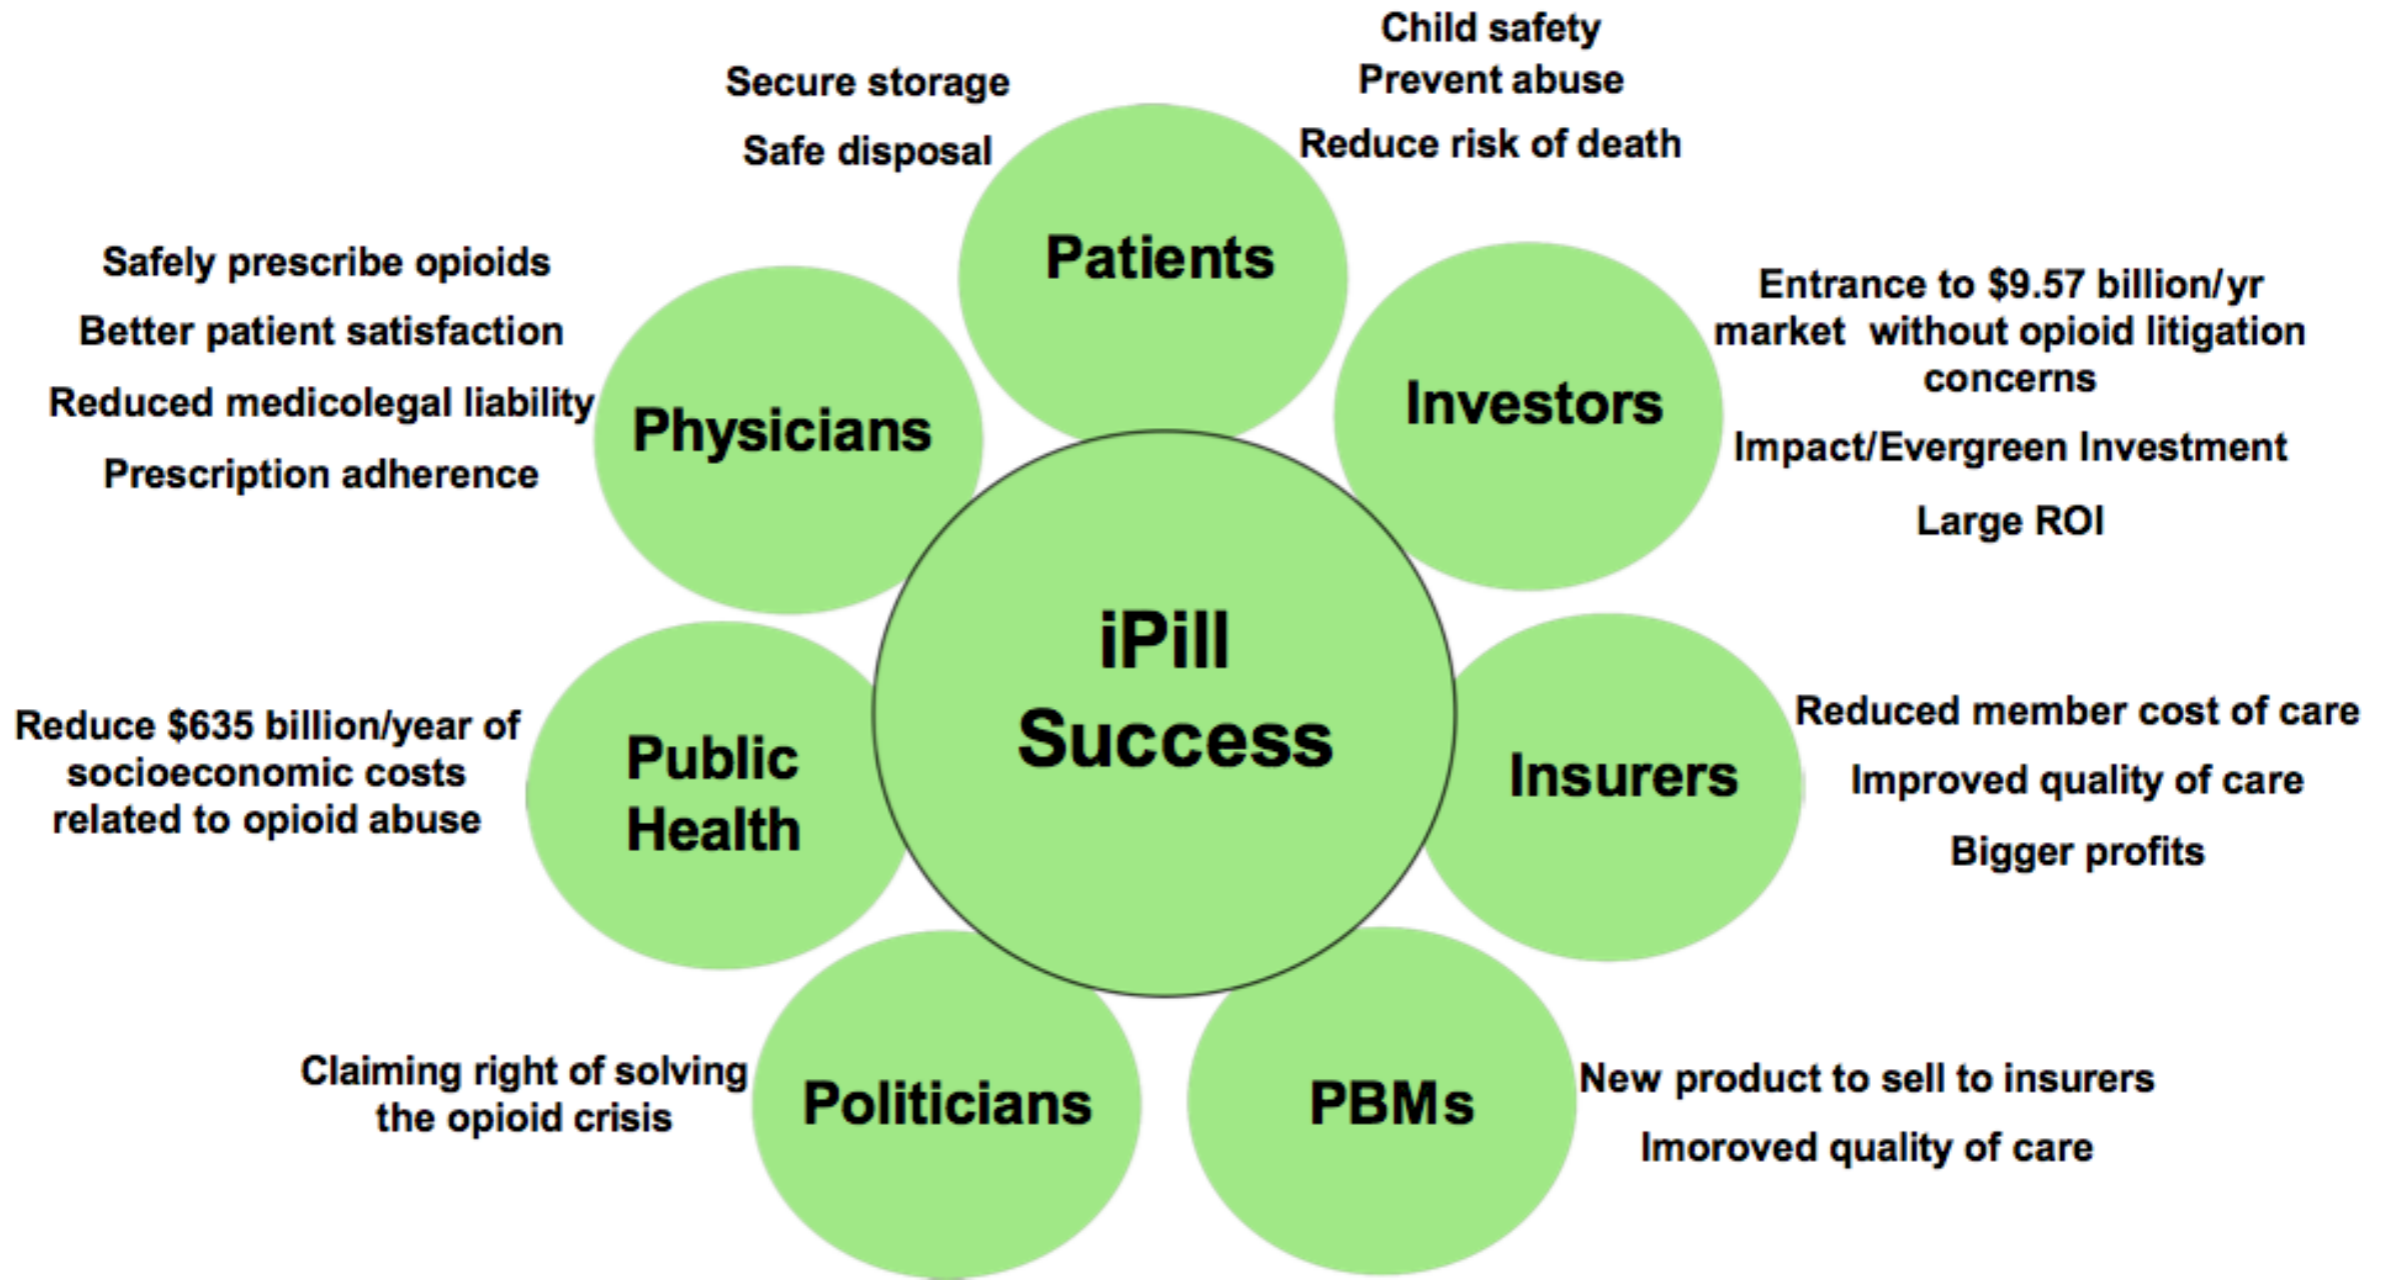 Child safety
Prevent abuse
Reduce risk of death
Secure storage
Safe disposal
Patients
Safely prescribe opioids
Better patient satisfaction
Reduced medicolegal liability
Prescription adherence
Physicians
Investors
Entrance to $9.57 billion/yr
market  without opioid litigation
concerns
Impact/Evergreen Investment
Large ROI
iPill
Success
Reduce $635 billion/year of
socioeconomic costs
related to opioid abuse
Public
Health
Insurers
Reduced member cost of care
Improved quality of care
Bigger profits
Claiming right of solving
the opioid crisis
Politicians
PBMs
New product to sell to insurers
Imoroved quality of care